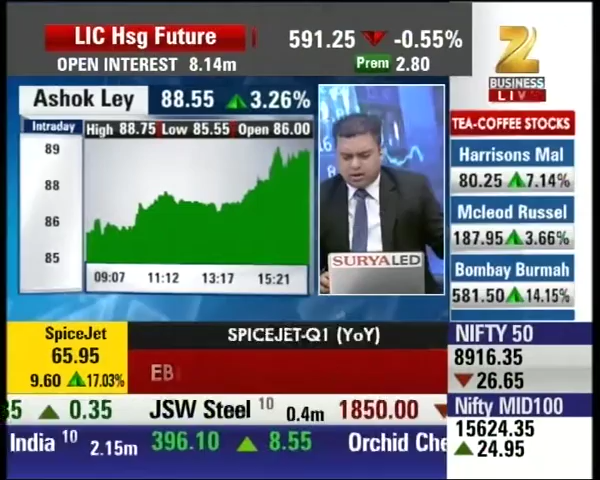 LIC Hsg Future
591.25 -0.55%
OPEN INTEREST 8.14m
Prem 2.80
Z
BUSINESS
LIVE
Ashok Ley 88.55 3.26%
Intraday High 88.75 Low 85.55 Open 86.00
89
88
86
85
09:07 11:12 13:17 15:21
SURYA LED
TEA-COFFEE STOCKS
Harrisons Mal
80.25 7.14%
Mcleod Russel
187.95 3.66%
Bombay Burmah
581.50 14.15%
SpiceJet
65.95
9.60 17.03%
SPICEJET-Q1 (YoY)
EB
NIFTY 50
8916.35
26.65
Nifty MID100
15624.35
24.95
35 0.35 JSW Steel 10 0.4m 1850.00
India 10 2.15m 396.10 8.55 Orchid Che